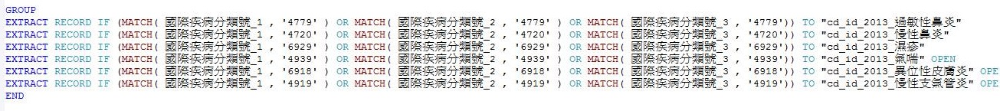 GROUP
EXTRACT RECORD IF (MATCH( 國際疾病分類號_1 , '4779' ) OR MATCH( 國際疾病分類號_2 , '4779' ) OR MATCH( 國際疾病分類號_3 , '4779')) TO "cd_id_2013_過敏性鼻炎"
EXTRACT RECORD IF (MATCH( 國際疾病分類號_1 , '4720' ) OR MATCH( 國際疾病分類號_2 , '4720' ) OR MATCH( 國際疾病分類號_3 , '4720')) TO "cd_id_2013_慢性鼻炎"
EXTRACT RECORD IF (MATCH( 國際疾病分類號_1 , '6929' ) OR MATCH( 國際疾病分類號_2 , '6929' ) OR MATCH( 國際疾病分類號_3 , '6929')) TO "cd_id_2013_濕疹"
EXTRACT RECORD IF (MATCH( 國際疾病分類號_1 , '4939' ) OR MATCH( 國際疾病分類號_2 , '4939' ) OR MATCH( 國際疾病分類號_3 , '4939')) TO "cd_id_2013_氣喘" OPEN
EXTRACT RECORD IF (MATCH( 國際疾病分類號_1 , '6918' ) OR MATCH( 國際疾病分類號_2 , '6918' ) OR MATCH( 國際疾病分類號_3 , '6918')) TO "cd_id_2013_異位性皮膚炎" OPE
EXTRACT RECORD IF (MATCH( 國際疾病分類號_1 , '4919' ) OR MATCH( 國際疾病分類號_2 , '4919' ) OR MATCH( 國際疾病分類號_3 , '4919')) TO "cd_id_2013_慢性支氣管炎" OPE
END